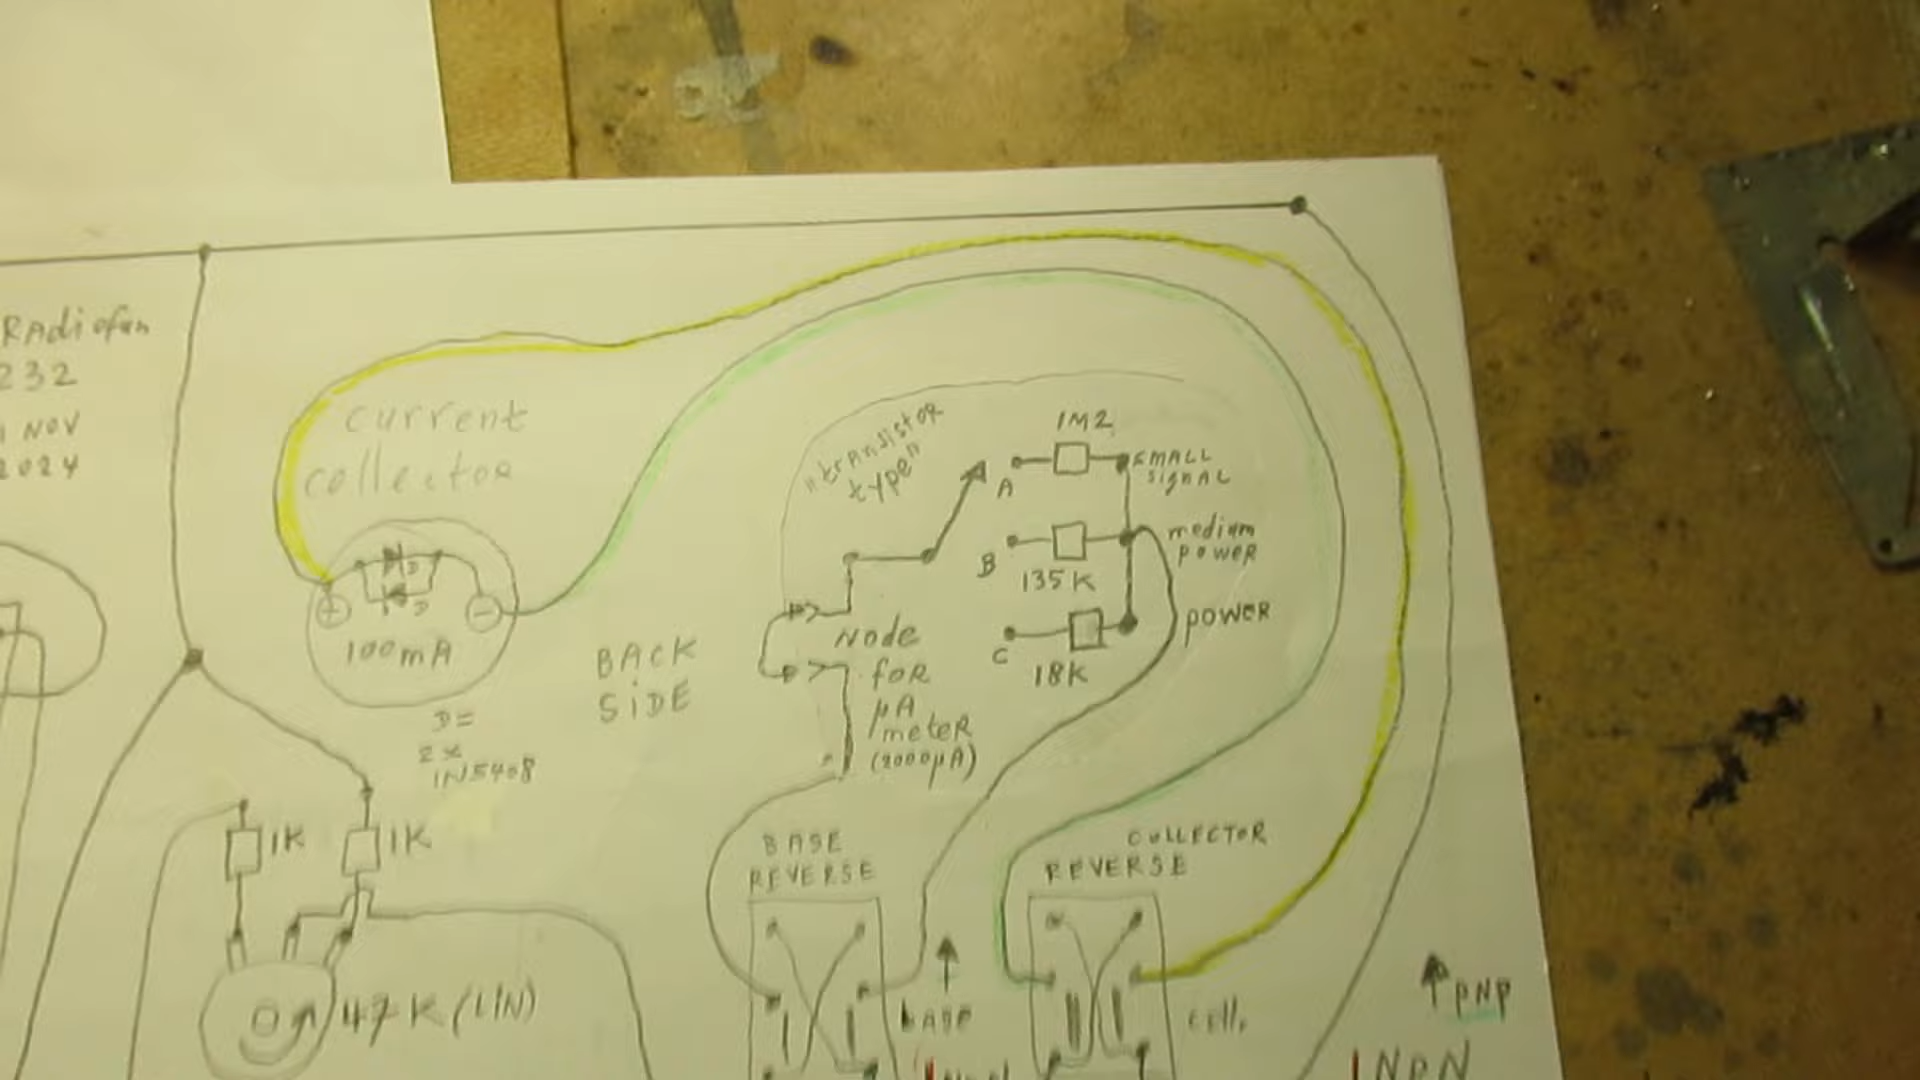 RAdiofun
232
NOV
2024
current
collector
100mA
D
D
D=
2x
1N5408
BACK
SiDE
"transistor
type"
1M2
A
SMALL
SignAL
B
135K
medium
power
C
18K
power
Node
for
µA
meter
(2000µA)
1K
1K
47K (LIN)
BASE
REVERSE
COLLECTOR
REVERSE
base
coll.
PNP
NPN